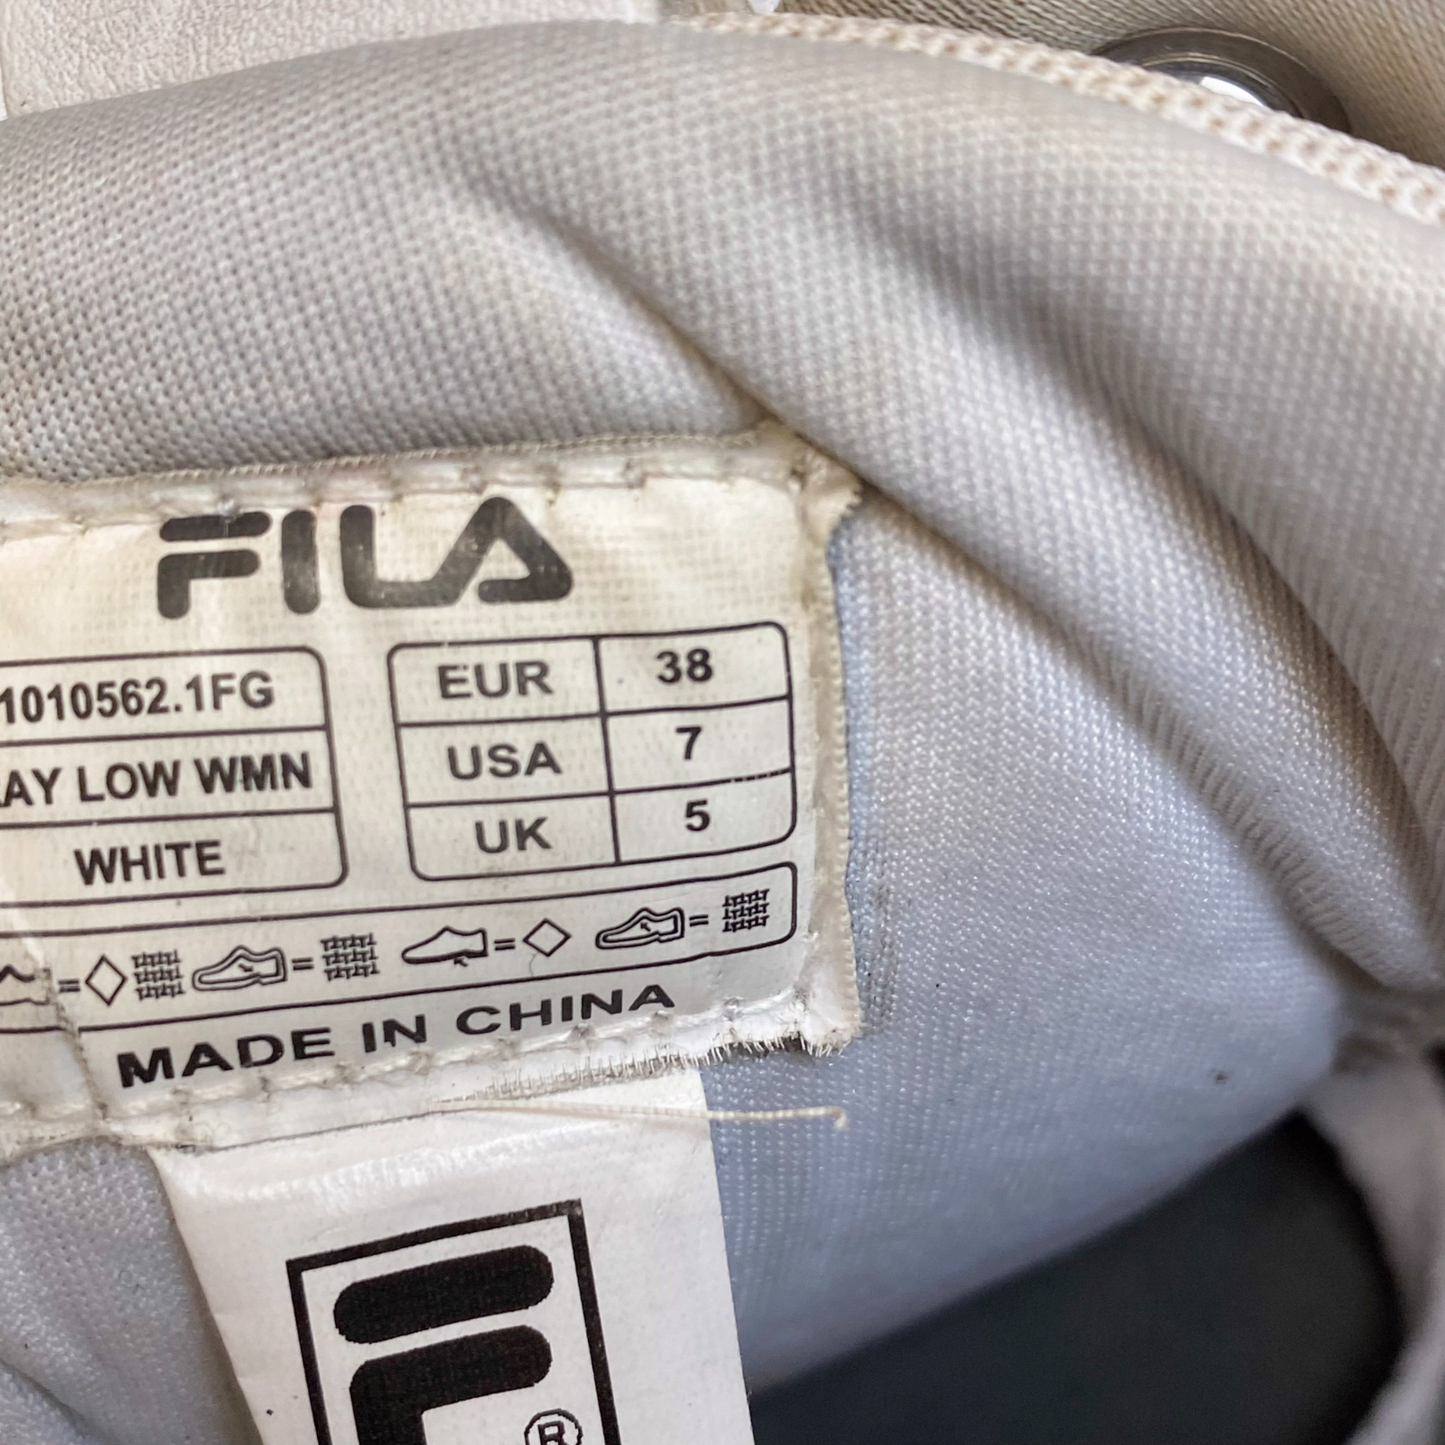 FILA
1010562.1FG
AY LOW WMN
WHITE
EUR 38
USA 7
UK 5
= = = =
MADE IN CHINA
F
®